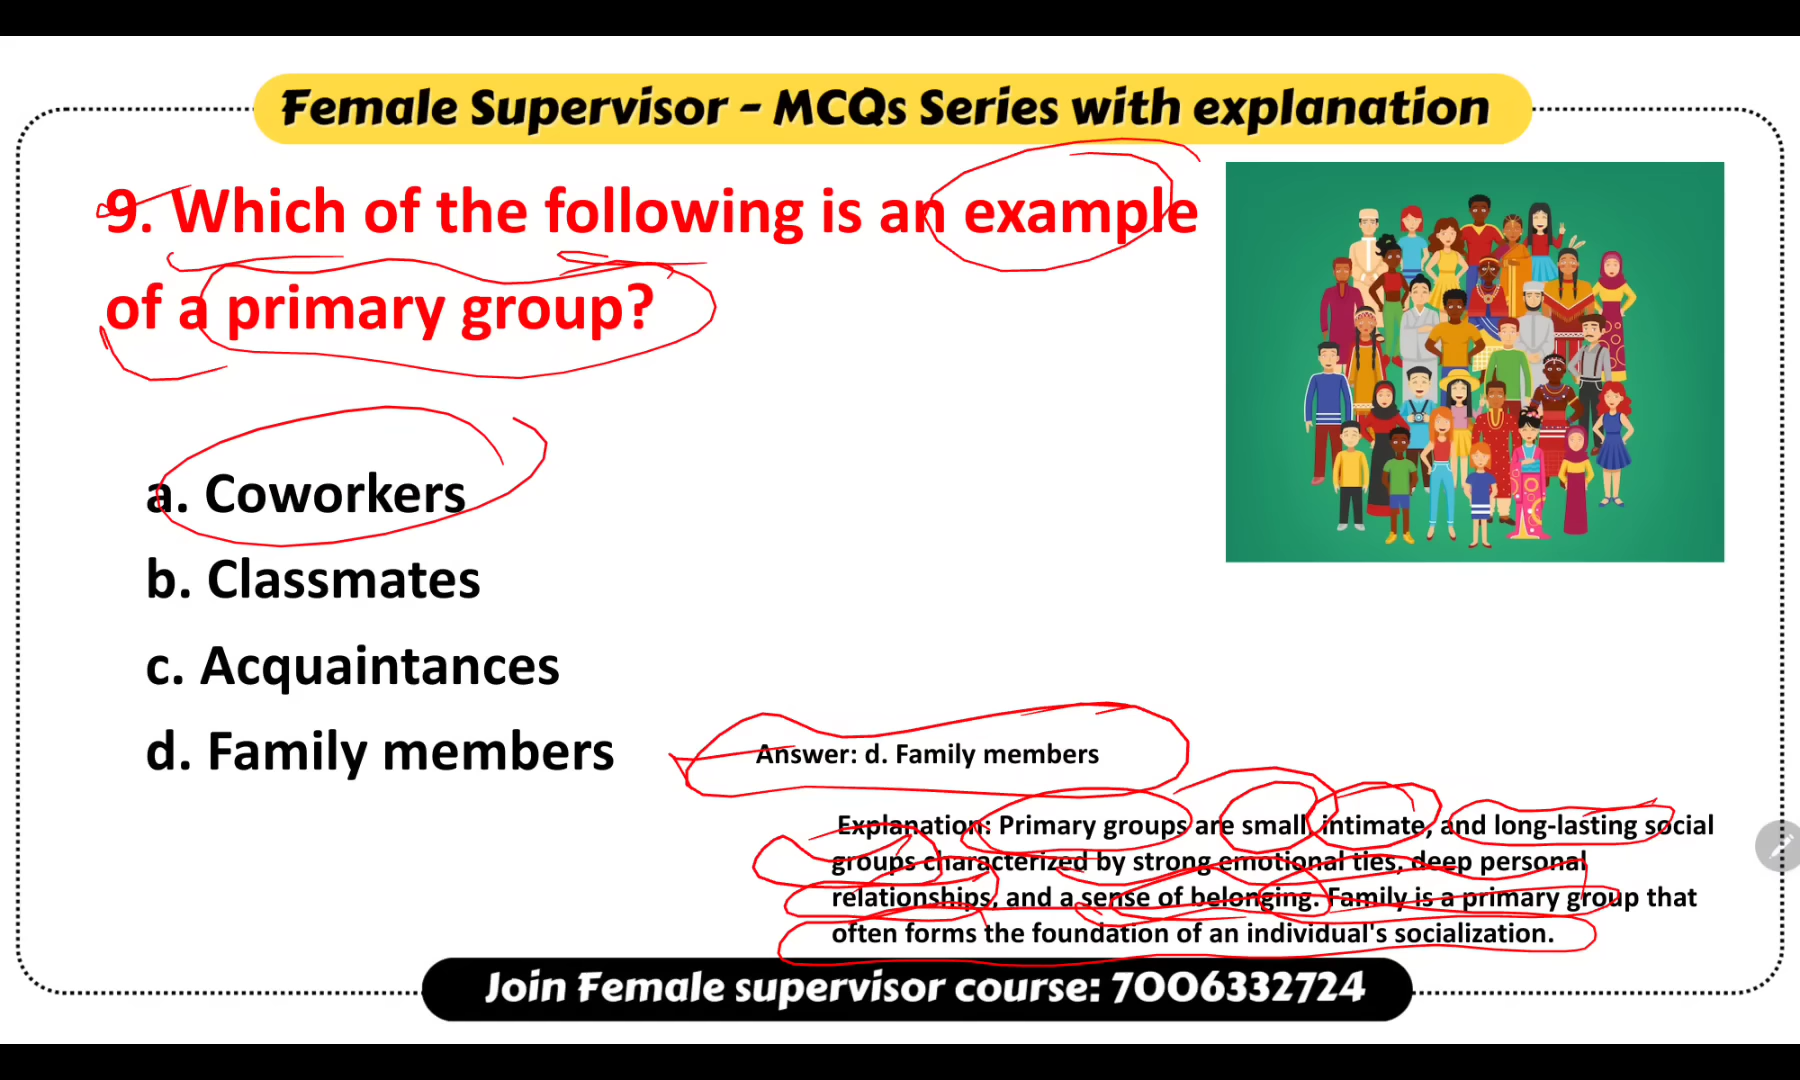 Female Supervisor - MCQs Series with explanation
9. Which of the following is an example
of a primary group?
a. Coworkers
b. Classmates
c. Acquaintances
d. Family members
Answer: d. Family members
Explanation: Primary groups are small, intimate, and long-lasting social
groups characterized by strong emotional ties, deep personal
relationships, and a sense of belonging. Family is a primary group that
often forms the foundation of an individual's socialization.
Join Female supervisor course: 7006332724